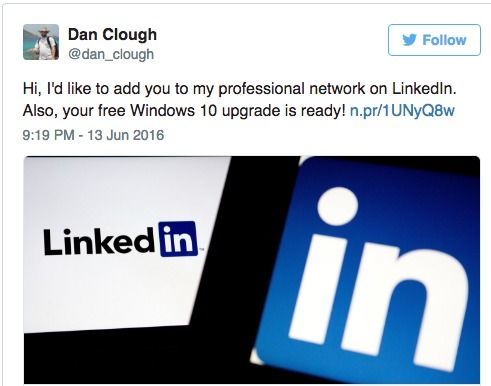 Dan Clough
@dan_clough
Follow
Hi, I'd like to add you to my professional network on LinkedIn.
Also, your free Windows 10 upgrade is ready! n.pr/1UNyQ8w
9:19 PM - 13 Jun 2016
Linked in
in